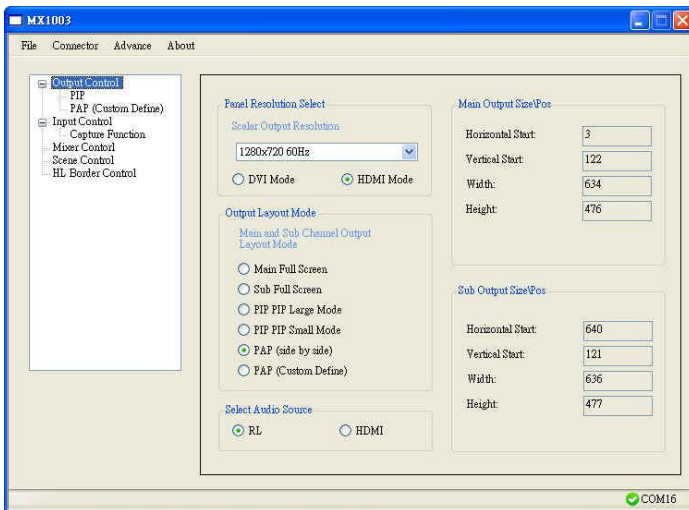 MX1003
File Connector Advance About
Output Control
PIP
PAP (Custom Define)
Input Control
Capture Function
Mixer Contorl
Scene Control
HL Border Control
Panel Resolution Select
Scalar Output Resolution
1280x720 60Hz
DVI Mode HDMI Mode
Output Layout Mode
Main and Sub Channel Output
Layout Mode
Main Full Screen
Sub Full Screen
PIP PIP Large Mode
PIP PIP Small Mode
PAP (side by side)
PAP (Custom Define)
Select Audio Source
RL HDMI
Main Output Size\Pos
Horizontal Start: 3
Vertical Start: 122
Width: 634
Height: 476
Sub Output Size\Pos
Horizontal Start: 640
Vertical Start: 121
Width: 636
Height: 477
COM16